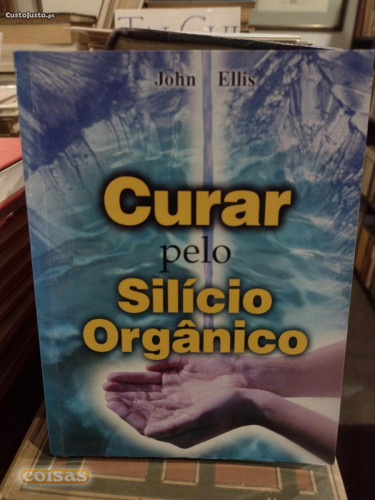 CustoJusto.pt
John Ellis
Curar
pelo
Silício
Orgânico
coisas